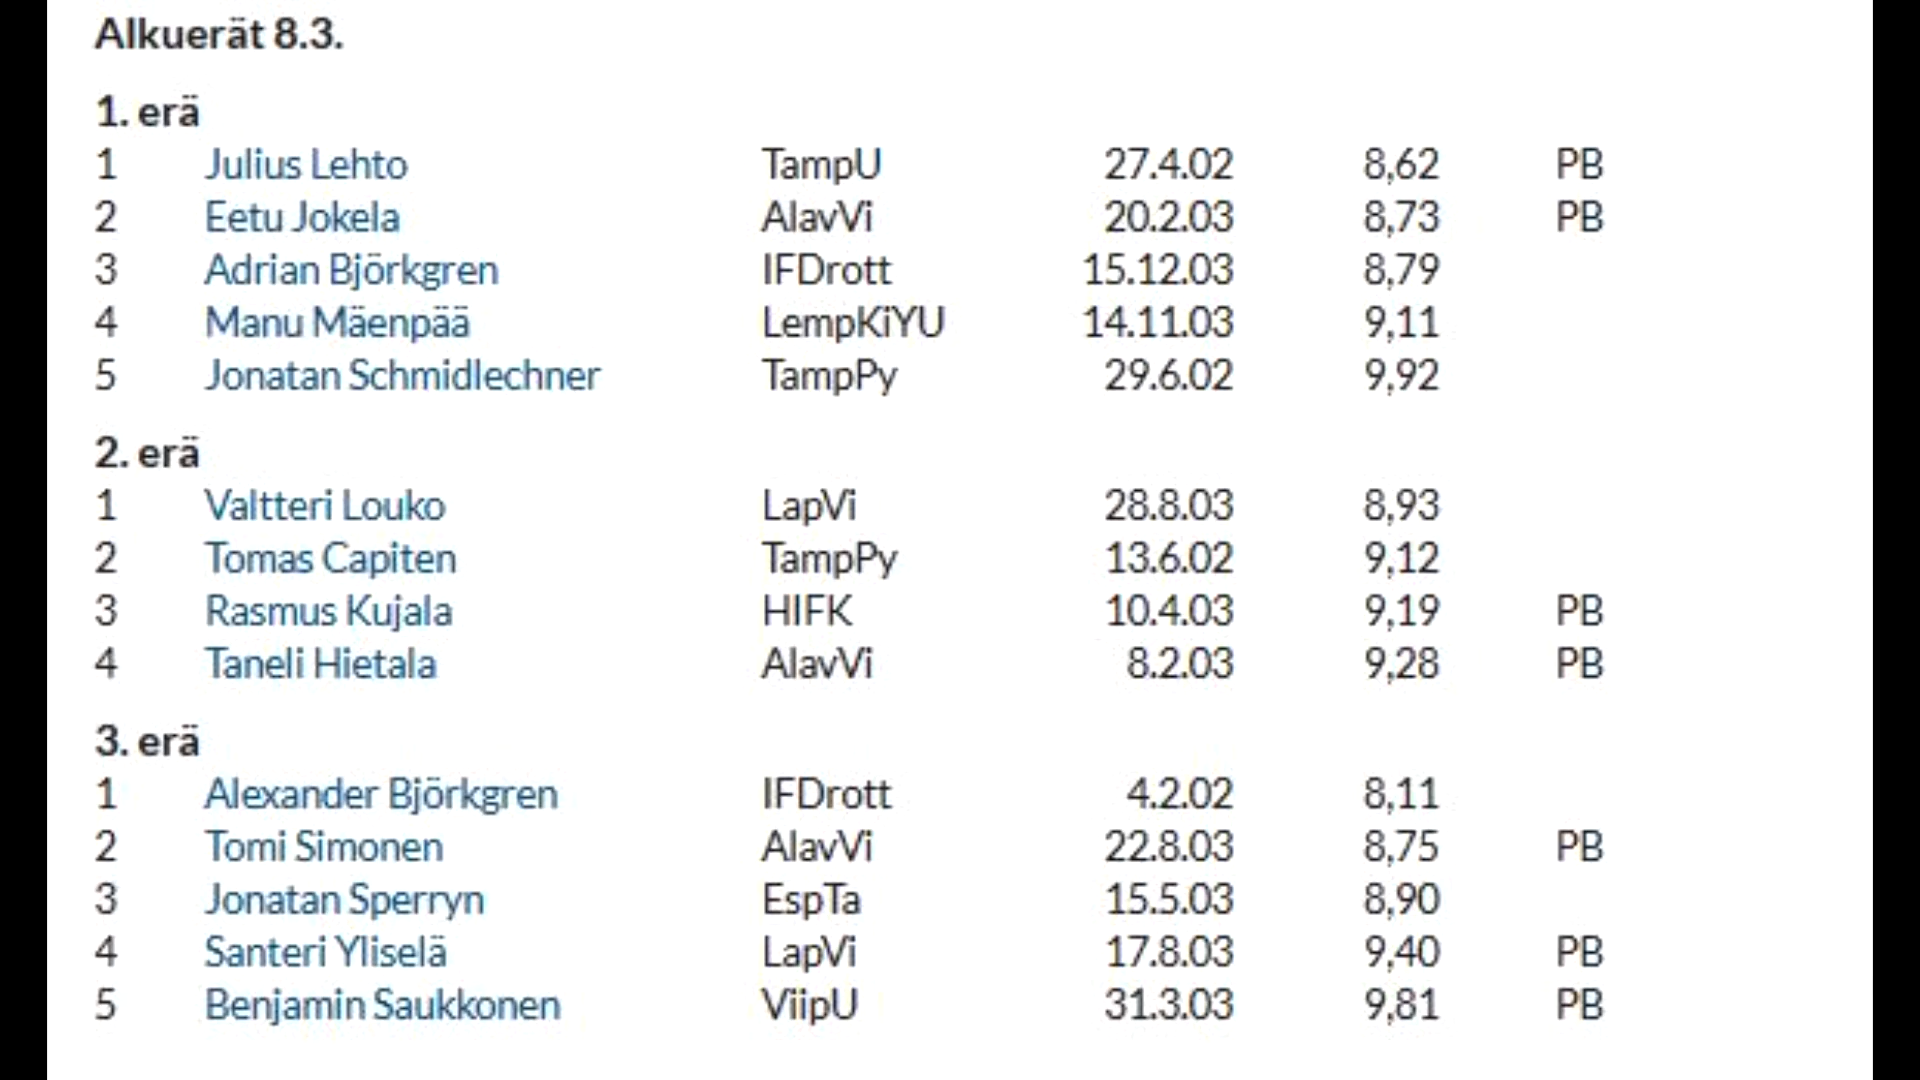 Alkuerät 8.3.
1. erä
1 Julius Lehto TampU 27.4.02 8,62 PB
2 Eetu Jokela AlavVi 20.2.03 8,73 PB
3 Adrian Björkgren IFDrott 15.12.03 8,79
4 Manu Mäenpää LempKiYU 14.11.03 9,11
5 Jonatan Schmidlechner TampPy 29.6.02 9,92
2. erä
1 Valtteri Louko LapVi 28.8.03 8,93
2 Tomas Capiten TampPy 13.6.02 9,12
3 Rasmus Kujala HIFK 10.4.03 9,19 PB
4 Taneli Hietala AlavVi 8.2.03 9,28 PB
3. erä
1 Alexander Björkgren IFDrott 4.2.02 8,11
2 Tomi Simonen AlavVi 22.8.03 8,75 PB
3 Jonatan Sperryn EspTa 15.5.03 8,90
4 Santeri Yliselä LapVi 17.8.03 9,40 PB
5 Benjamin Saukkonen ViipU 31.3.03 9,81 PB